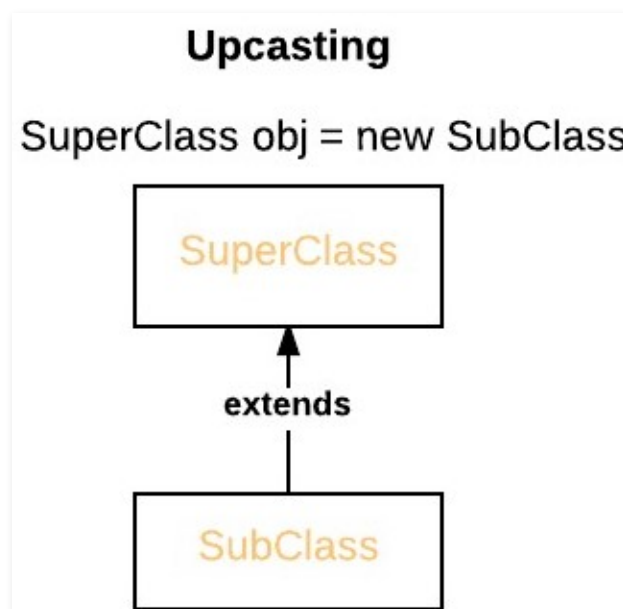 Upcasting
SuperClass obj = new SubClass
SuperClass
extends
SubClass